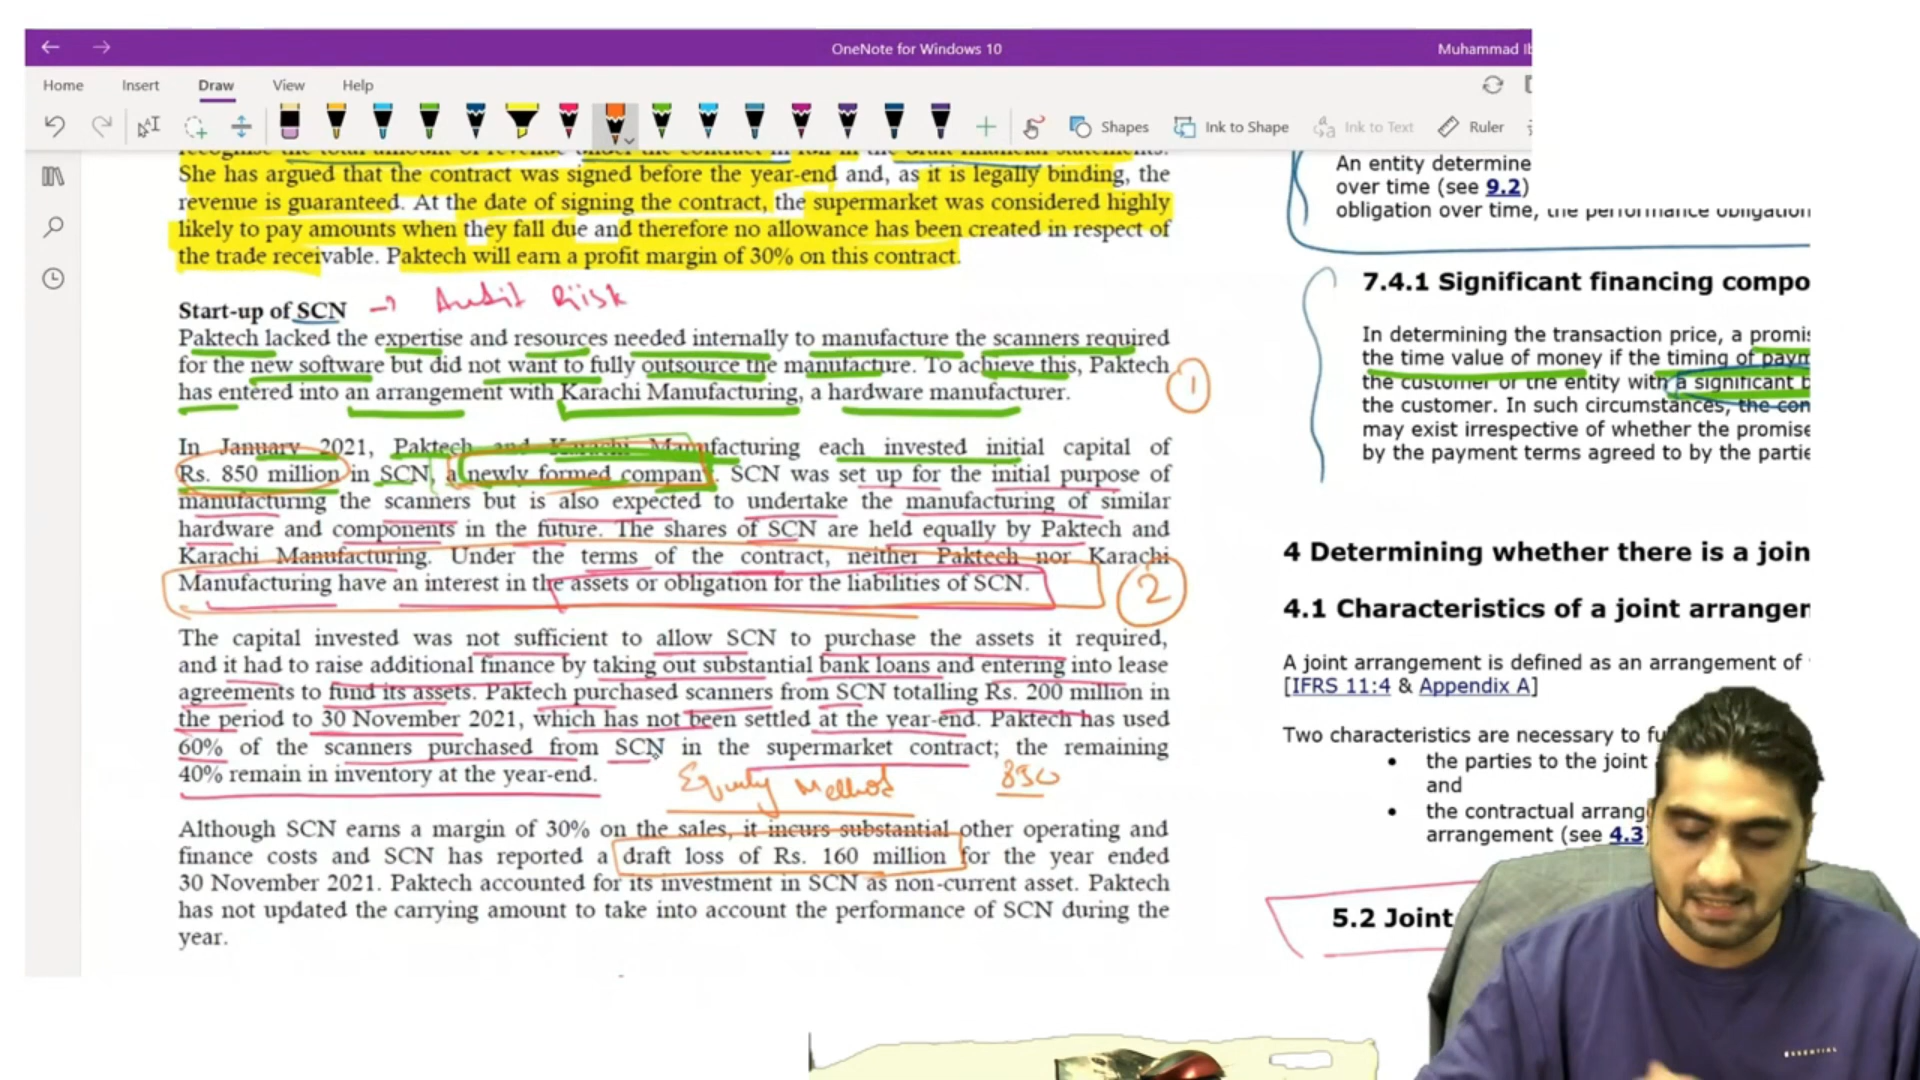 OneNote for Windows 10
Muhammad Ib
Home Insert Draw View Help
Shapes Ink to Shape Ink to Text Ruler
recognise the total amount of revenue under the contract in full in the draft financial statements.
She has argued that the contract was signed before the year-end and, as it is legally binding, the
revenue is guaranteed. At the date of signing the contract, the supermarket was considered highly
likely to pay amounts when they fall due and therefore no allowance has been created in respect of
the trade receivable. Paktech will earn a profit margin of 30% on this contract.
Start-up of SCN → Audit Risk
Paktech lacked the expertise and resources needed internally to manufacture the scanners required
for the new software but did not want to fully outsource the manufacture. To achieve this, Paktech
has entered into an arrangement with Karachi Manufacturing, a hardware manufacturer.
1
In January 2021, Paktech and Karachi Manufacturing each invested initial capital of
Rs. 850 million in SCN, a newly formed company. SCN was set up for the initial purpose of
manufacturing the scanners but is also expected to undertake the manufacturing of similar
hardware and components in the future. The shares of SCN are held equally by Paktech and
Karachi Manufacturing. Under the terms of the contract, neither Paktech nor Karachi
Manufacturing have an interest in the assets or obligation for the liabilities of SCN.
2
The capital invested was not sufficient to allow SCN to purchase the assets it required,
and it had to raise additional finance by taking out substantial bank loans and entering into lease
agreements to fund its assets. Paktech purchased scanners from SCN totalling Rs. 200 million in
the period to 30 November 2021, which has not been settled at the year-end. Paktech has used
60% of the scanners purchased from SCN in the supermarket contract; the remaining
40% remain in inventory at the year-end.
Equity Method 850
Although SCN earns a margin of 30% on the sales, it incurs substantial other operating and
finance costs and SCN has reported a draft loss of Rs. 160 million for the year ended
30 November 2021. Paktech accounted for its investment in SCN as non-current asset. Paktech
has not updated the carrying amount to take into account the performance of SCN during the
year.
An entity determine
over time (see 9.2)
obligation over time, the performance obligation
7.4.1 Significant financing compo
In determining the transaction price, a promis
the time value of money if the timing of paym
the customer or the entity with a significant b
the customer. In such circumstances, the con
may exist irrespective of whether the promise
by the payment terms agreed to by the partie
4 Determining whether there is a join
4.1 Characteristics of a joint arranger
A joint arrangement is defined as an arrangement of
[IFRS 11:4 & Appendix A]
Two characteristics are necessary to fu
the parties to the joint
and
the contractual arrang
arrangement (see 4.3
5.2 Joint
ESSENTIAL